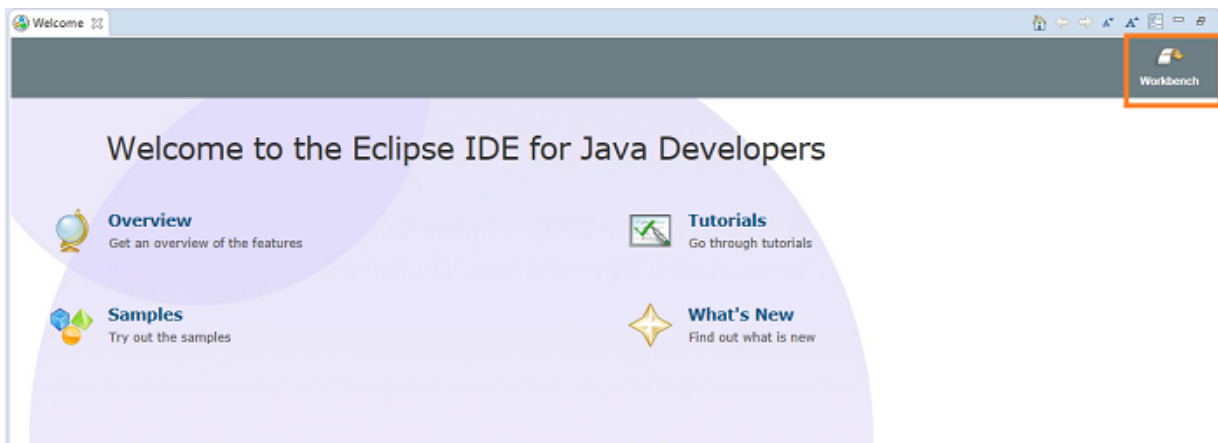 Welcome
Workbench
Welcome to the Eclipse IDE for Java Developers
Overview
Get an overview of the features
Tutorials
Go through tutorials
Samples
Try out the samples
What's New
Find out what is new